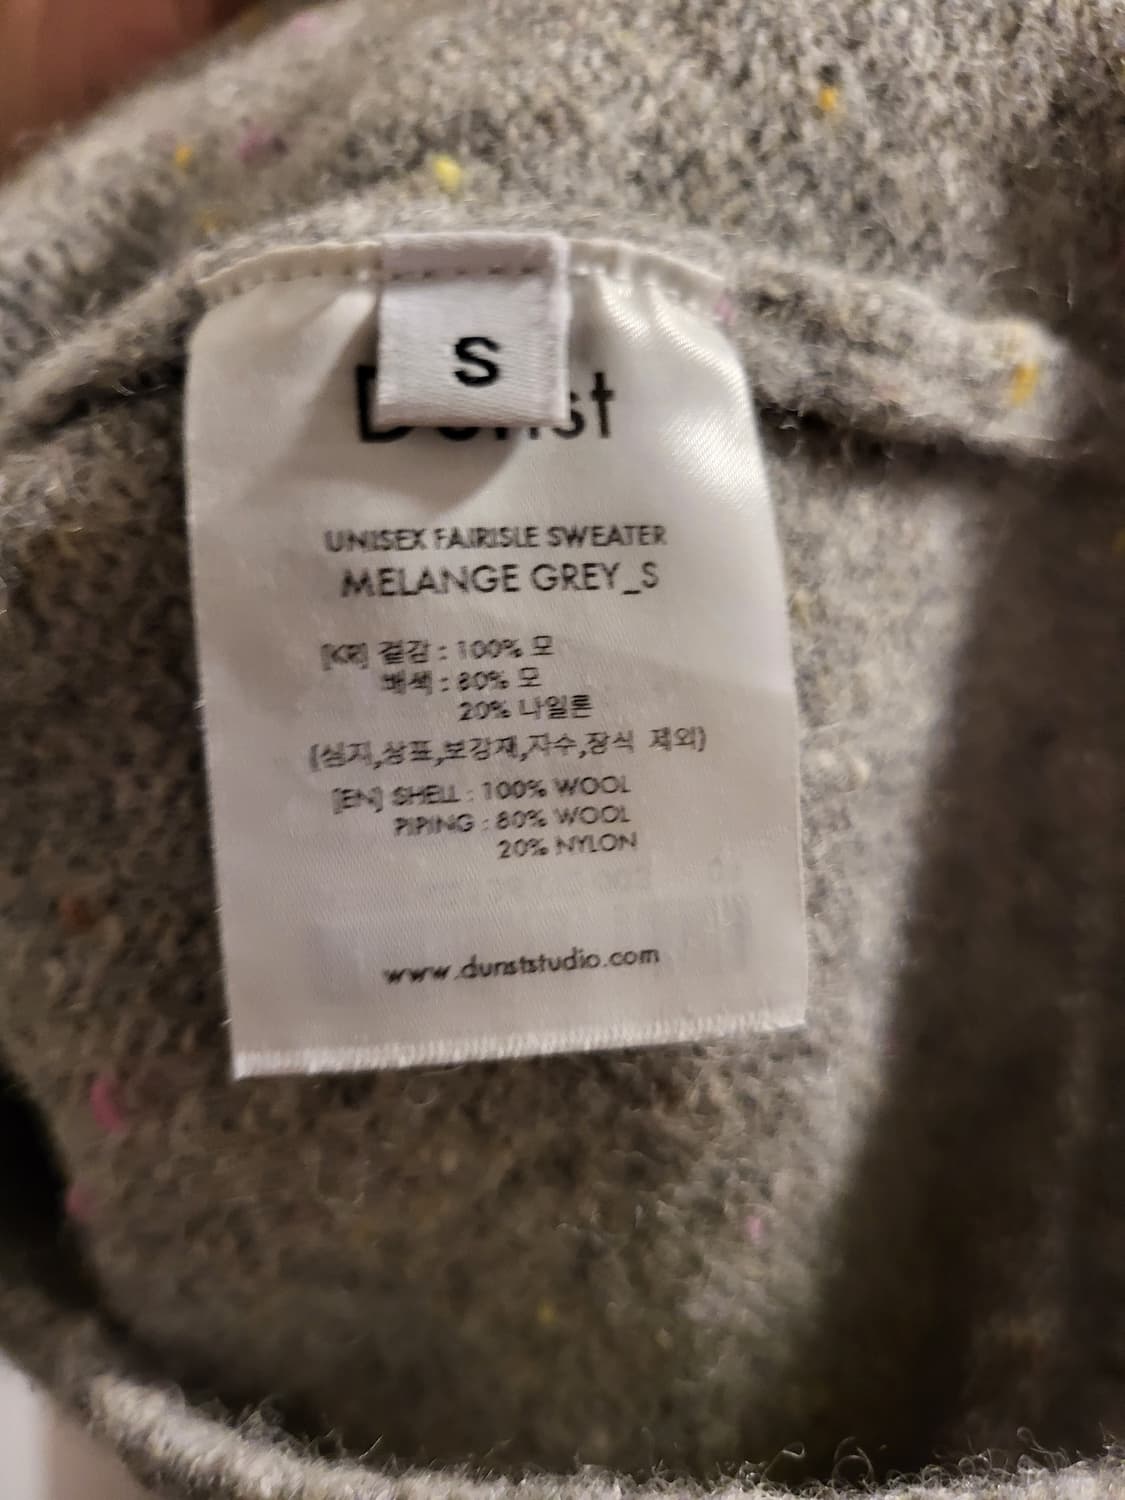 S
Dunst
UNISEX FAIRISLE SWEATER
MELANGE GREY_S
[KR] 겉감 : 100% 모
배색 : 80% 모
20% 나일론
(심지,상표,보강재,자수,장식 제외)
[EN] SHELL : 100% WOOL
PIPING : 80% WOOL
20% NYLON
www.dunststudio.com